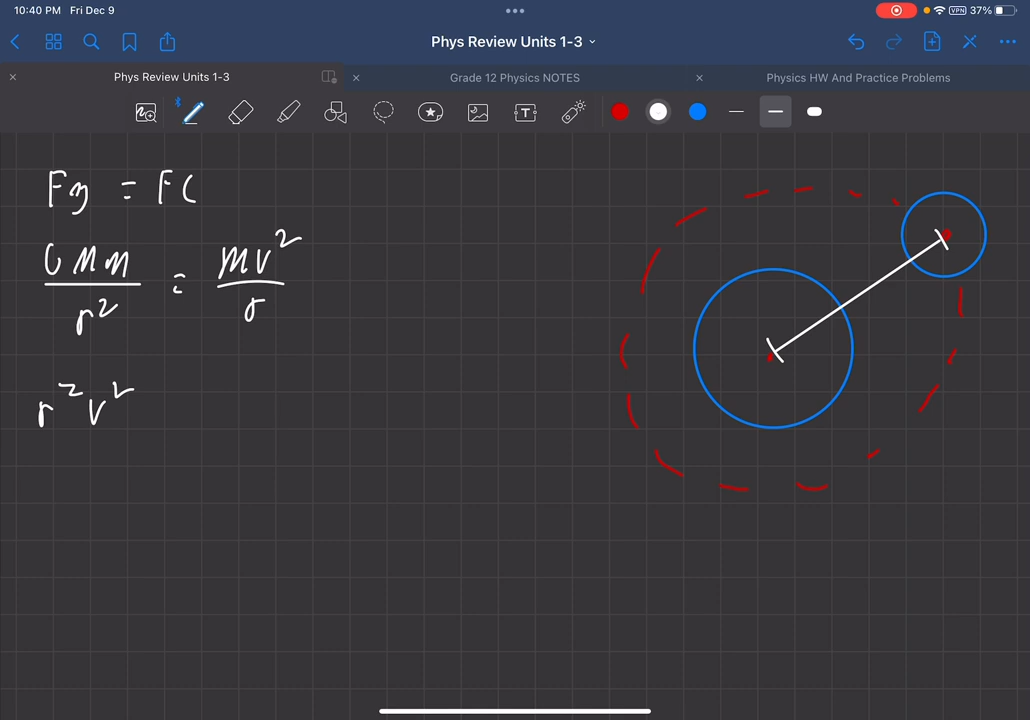 10:40 PM Fri Dec 9
VPN 37%
Phys Review Units 1-3
Phys Review Units 1-3
Grade 12 Physics NOTES
Physics HW And Practice Problems
T
Fg = FC
GMm/r² = mv²/r
r²v²